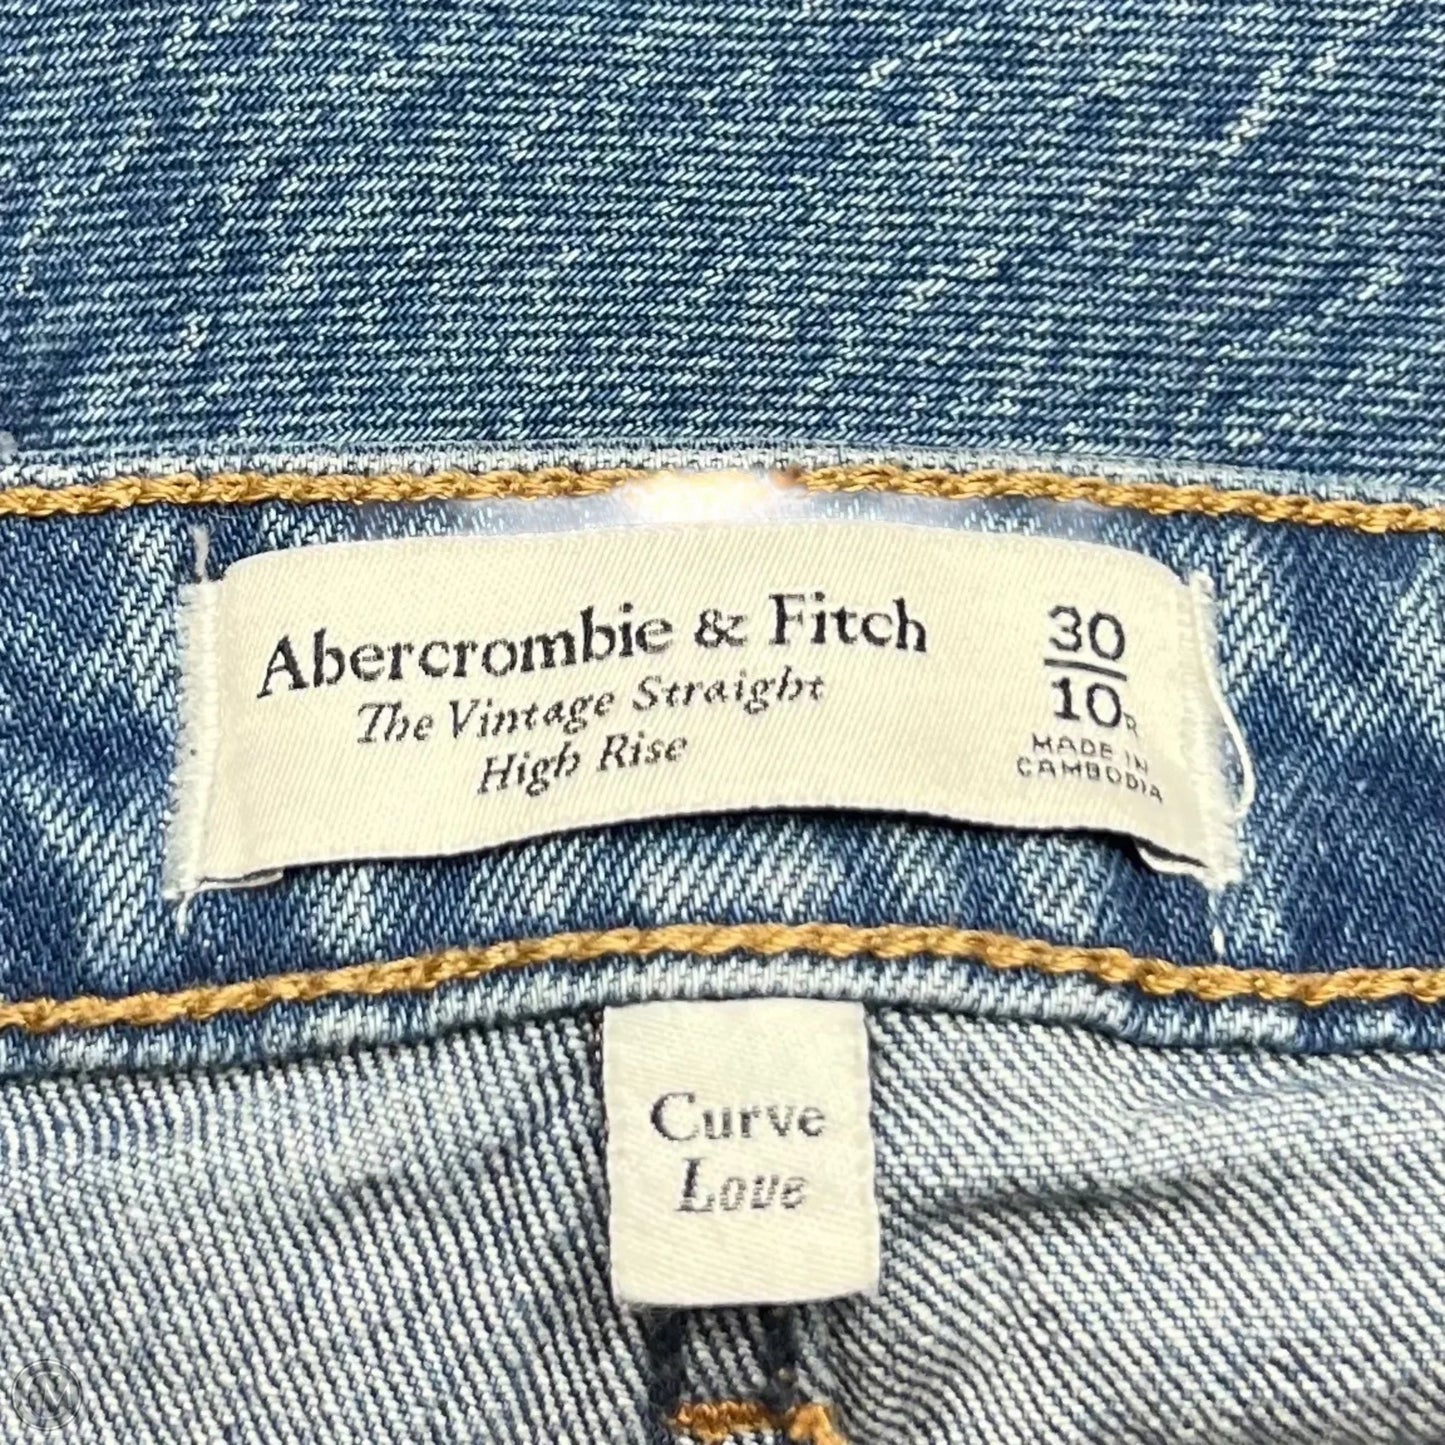 Abercrombie & Fitch
The Vintage Straight
High Rise
30
10R
MADE IN
CAMBODIA
Curve
Love